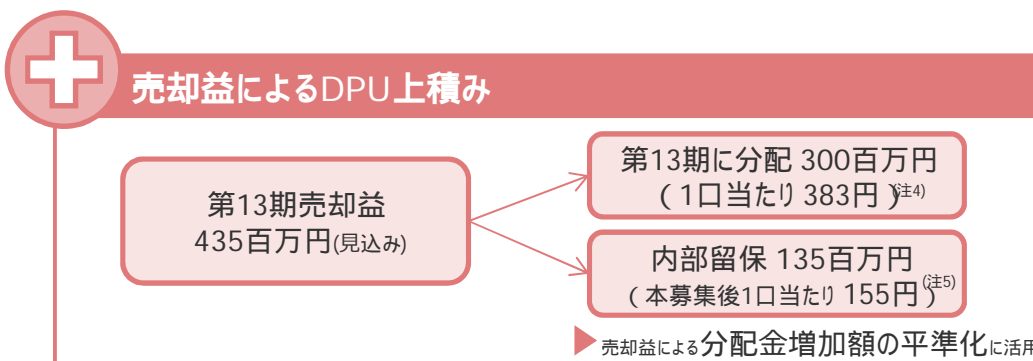 売却益によるDPU上積み
第13期売却益
435百万円(見込み)
第13期に分配 300百万円
(1口当たり 383円)(注4)
内部留保 135百万円
(本募集後1口当たり 155円)(注5)
▶売却益による分配金増加額の平準化に活用